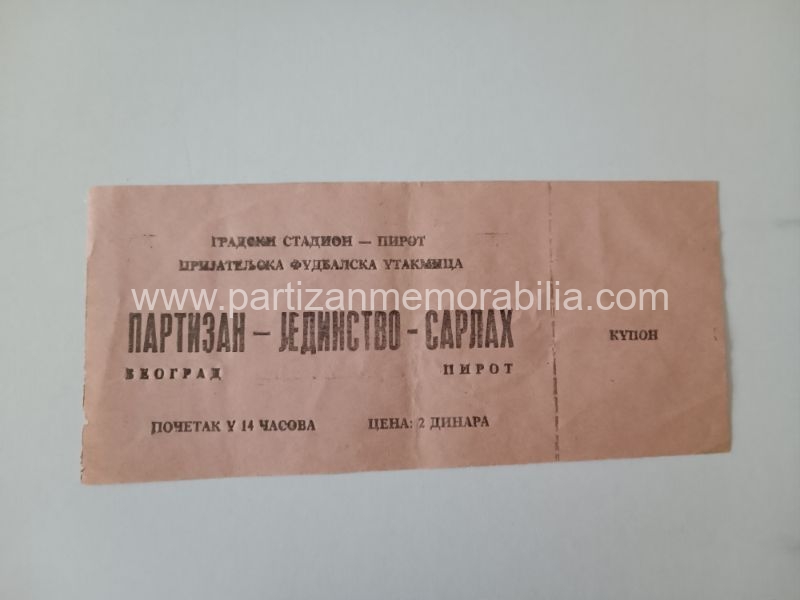 ГРАДСКИ СТАДИОН — ПИРОТ
ПРИЈАТЕЉСКА ФУДБАЛСКА УТАКМИЦА
www.partizanmemorabilia.com
ПАРТИЗАН — ЈЕДИНСТВО - САРЛАХ
БЕОГРАД ПИРОТ
ПОЧЕТАК У 14 ЧАСОВА ЦЕНА: 2 ДИНАРА
КУПОН